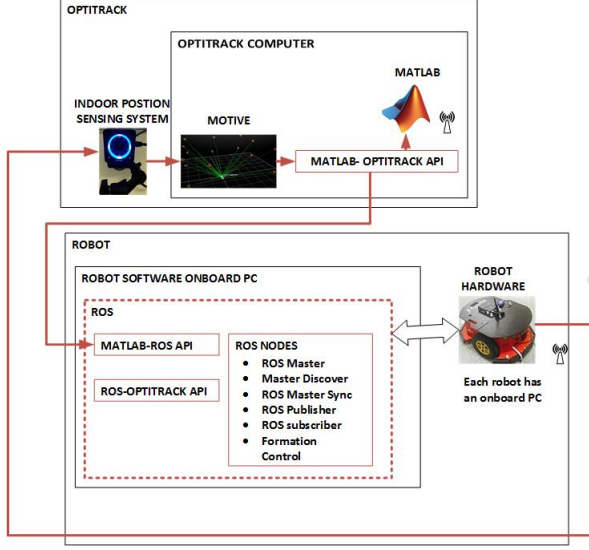 OPTITRACK
OPTITRACK COMPUTER
MATLAB
INDOOR POSTION
SENSING SYSTEM
MOTIVE
MATLAB- OPTITRACK API
ROBOT
ROBOT SOFTWARE ONBOARD PC
ROBOT
HARDWARE
ROS
MATLAB-ROS API
ROS-OPTITRACK API
ROS NODES
• ROS Master
• Master Discover
• ROS Master Sync
• ROS Publisher
• ROS subscriber
• Formation
Control
Each robot has
an onboard PC